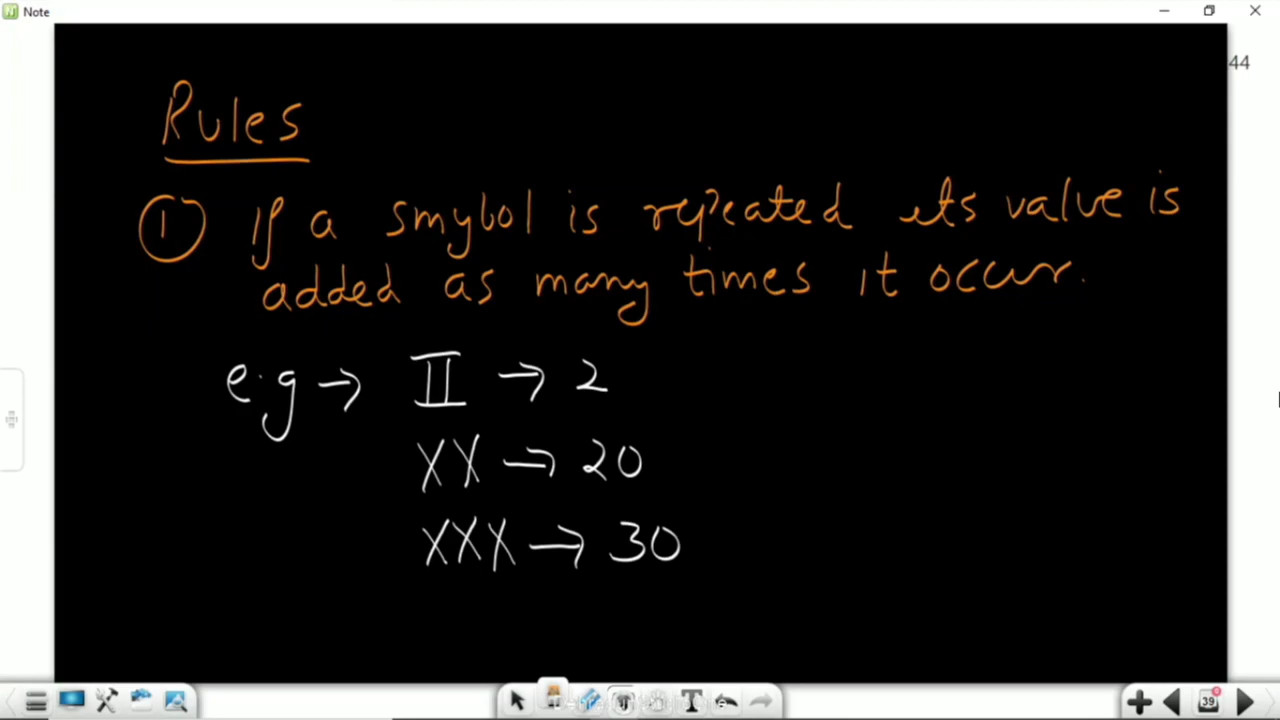 Note
44
Rules
① If a smybol is repeated its value is
added as many times it occur.
e.g → II → 2
XX → 20
XXX → 30
39